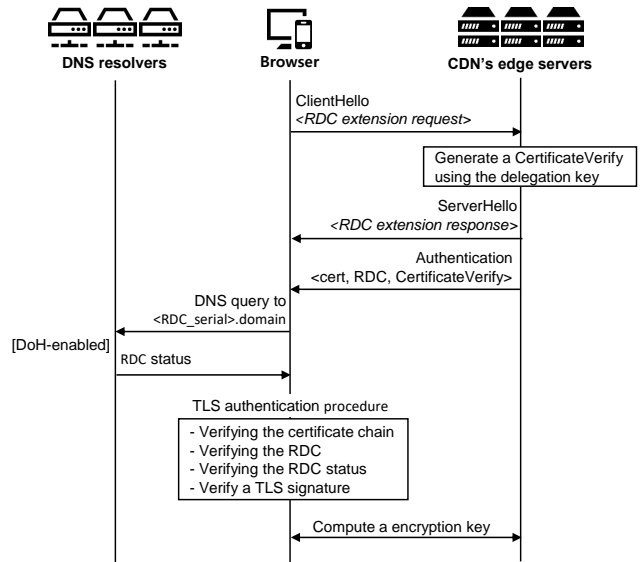 DNS resolvers
Browser
CDN's edge servers
ClientHello
<RDC extension request>
Generate a CertificateVerify
using the delegation key
ServerHello
<RDC extension response>
Authentication
<cert, RDC, CertificateVerify>
DNS query to
<RDC_serial>.domain
[DoH-enabled]
RDC status
TLS authentication procedure
- Verifying the certificate chain
- Verifying the RDC
- Verifying the RDC status
- Verify a TLS signature
Compute a encryption key